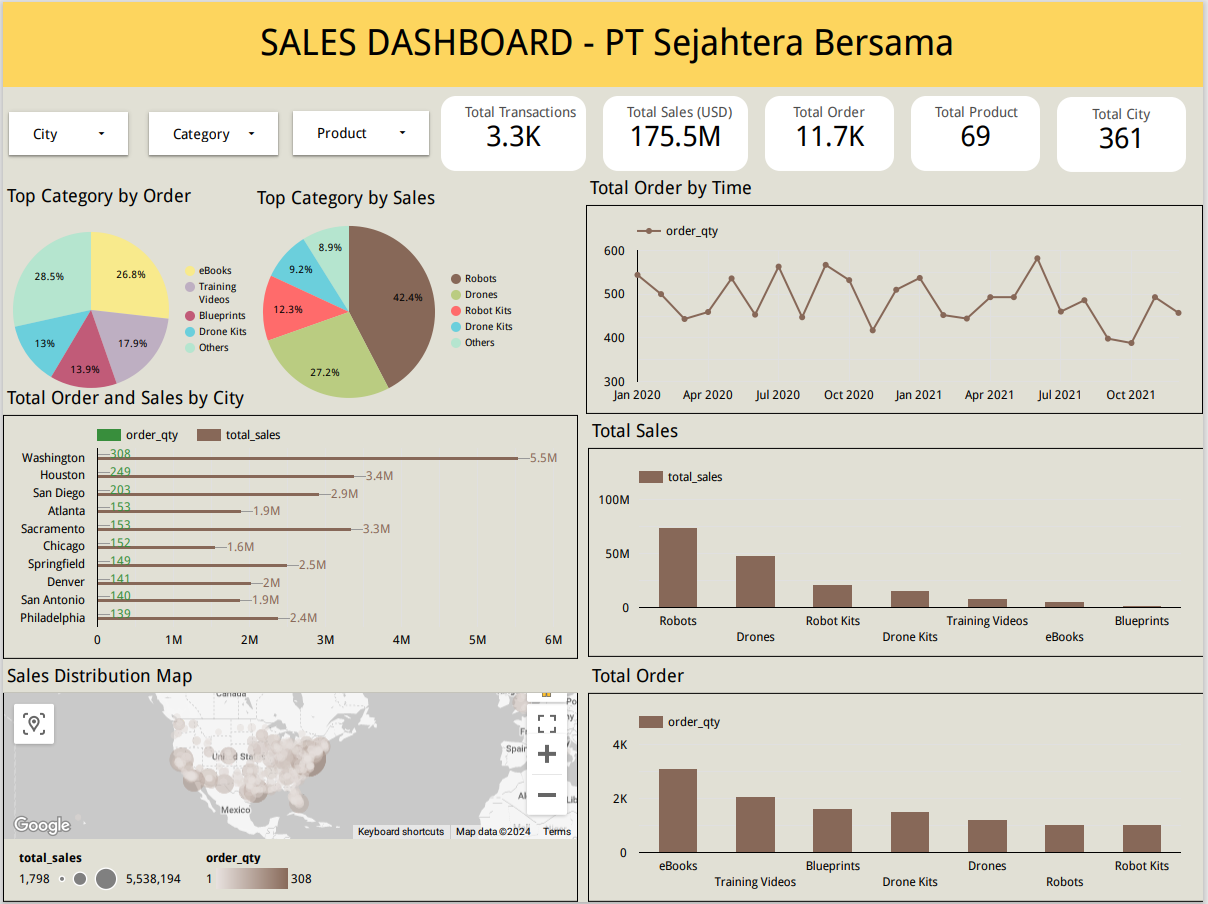 SALES DASHBOARD - PT Sejahtera Bersama
City
Category
Product
Total Transactions
3.3K
Total Sales (USD)
175.5M
Total Order
11.7K
Total Product
69
Total City
361
Top Category by Order
28.5%
26.8%
13%
13.9%
17.9%
eBooks
Training
Videos
Blueprints
Drone Kits
Others
Top Category by Sales
8.9%
9.2%
12.3%
42.4%
27.2%
Robots
Drones
Robot Kits
Drone Kits
Others
Total Order by Time
order_qty
600
500
400
300
Jan 2020 Apr 2020 Jul 2020 Oct 2020 Jan 2021 Apr 2021 Jul 2021 Oct 2021
Total Order and Sales by City
order_qty total_sales
Washington 308 5.5M
Houston 249 3.4M
San Diego 203 2.9M
Atlanta 153 1.9M
Sacramento 153 3.3M
Chicago 152 1.6M
Springfield 149 2.5M
Denver 141 2M
San Antonio 140 1.9M
Philadelphia 139 2.4M
0 1M 2M 3M 4M 5M 6M
Total Sales
total_sales
100M
50M
0
Robots Drones Robot Kits Drone Kits Training Videos eBooks Blueprints
Sales Distribution Map
Canada
Spain
Mexico
Google
Keyboard shortcuts Map data ©2024 Terms
total_sales
1,798 5,538,194
order_qty
1 308
Total Order
order_qty
4K
2K
0
eBooks Training Videos Blueprints Drone Kits Drones Robots Robot Kits